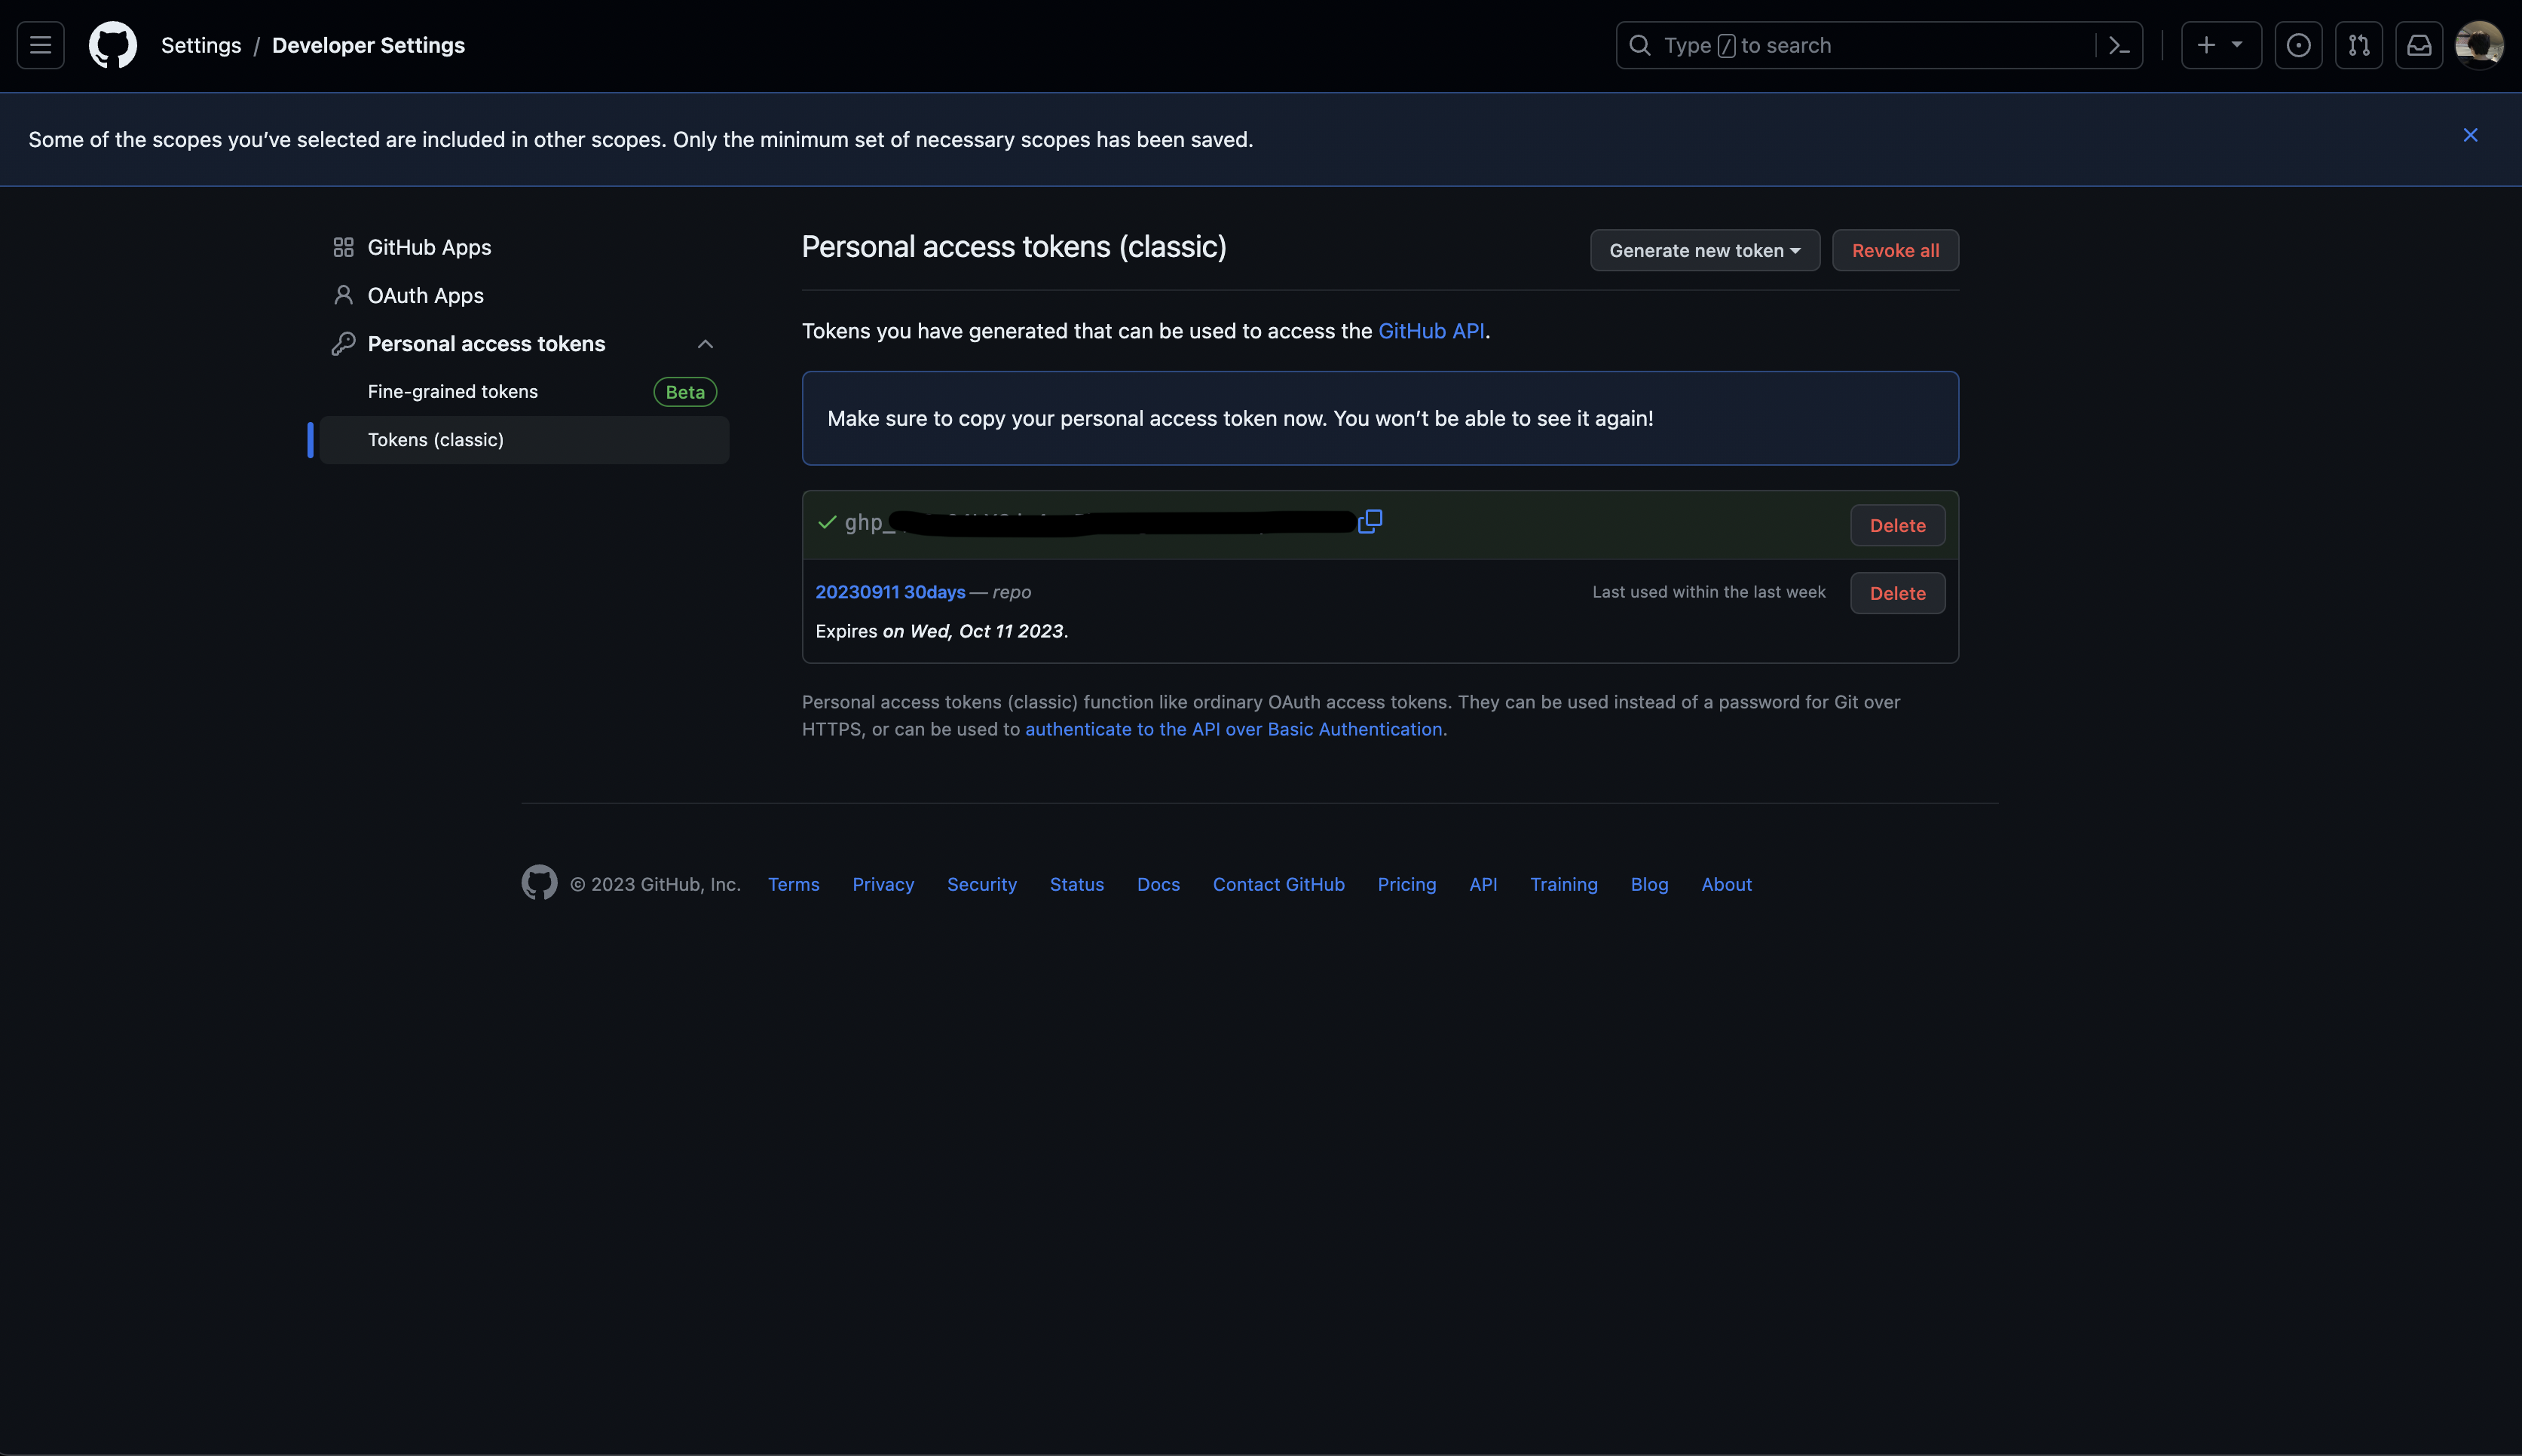 Settings / Developer Settings
Type / to search
Some of the scopes you’ve selected are included in other scopes. Only the minimum set of necessary scopes has been saved.
GitHub Apps
OAuth Apps
Personal access tokens
Fine-grained tokens Beta
Tokens (classic)
Personal access tokens (classic)
Generate new token
Revoke all
Tokens you have generated that can be used to access the GitHub API.
Make sure to copy your personal access token now. You won’t be able to see it again!
ghp_
Delete
20230911 30days — repo
Last used within the last week
Delete
Expires on Wed, Oct 11 2023.
Personal access tokens (classic) function like ordinary OAuth access tokens. They can be used instead of a password for Git over
HTTPS, or can be used to authenticate to the API over Basic Authentication.
© 2023 GitHub, Inc. Terms Privacy Security Status Docs Contact GitHub Pricing API Training Blog About